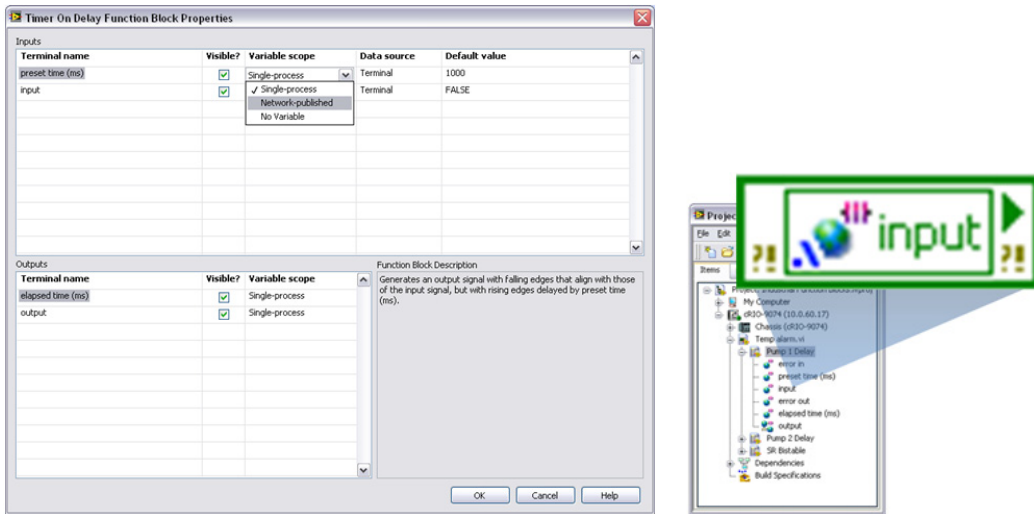 Timer On Delay Function Block Properties
Inputs
Terminal name Visible? Variable scope Data source Default value
preset time (ms) Single-process Terminal 1000
input Terminal FALSE
Single-process
Network-published
No Variable
Outputs
Terminal name Visible? Variable scope
elapsed time (ms) Single-process
output Single-process
Function Block Description
Generates an output signal with falling edges that align with those
of the input signal, but with rising edges delayed by preset time
(ms).
OK Cancel Help
Projec
File Edit
Items
?! input ?!
My Computer
cRIO-9074 (10.0.60.17)
Chassis (cRIO-9074)
Temp alarm.vi
Pump 1 Delay
error in
preset time (ms)
input
error out
elapsed time (ms)
output
Pump 2 Delay
SR Bistable
Dependencies
Build Specifications